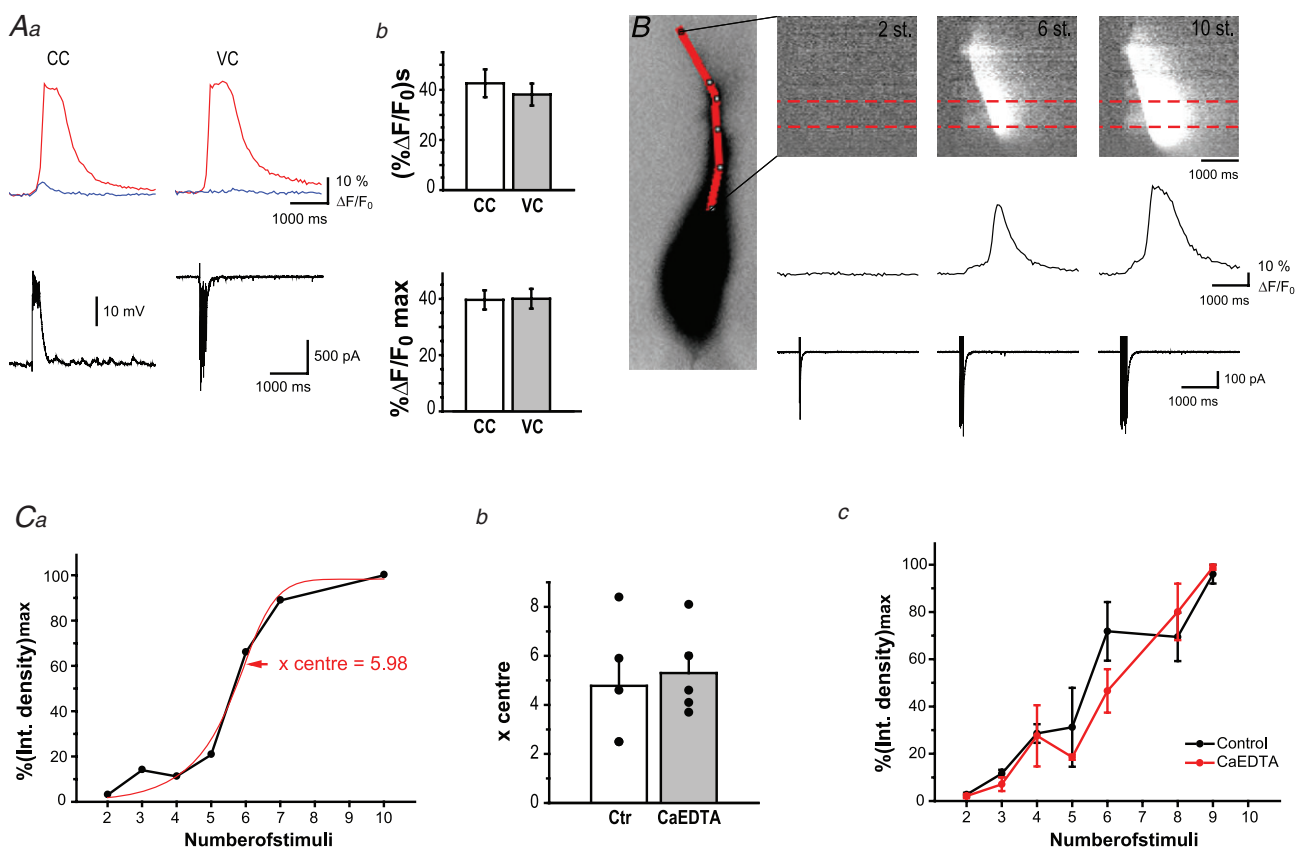 Aa
CC
VC
10 %
ΔF/F0
1000 ms
10 mV
500 pA
1000 ms
b
(%ΔF/F0)s
40
20
0
CC
VC
%ΔF/F0 max
40
20
0
CC
VC
B
2 st.
6 st.
10 st.
1000 ms
10 %
ΔF/F0
1000 ms
100 pA
1000 ms
Ca
%(Int. density)max
100
80
60
40
20
0
x centre = 5.98
2 3 4 5 6 7 8 9 10
Numberofstimuli
b
x centre
8
6
4
2
0
Ctr
CaEDTA
c
%(Int. density)max
100
80
60
40
20
0
Control
CaEDTA
2 3 4 5 6 7 8 9 10
Numberofstimuli